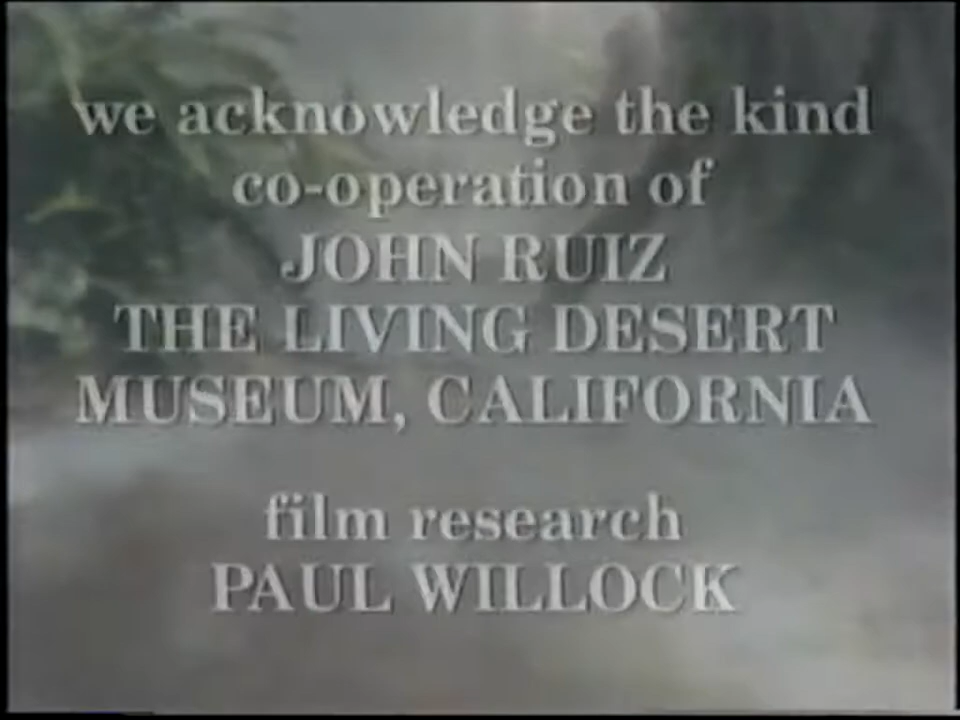 we acknowledge the kind
co-operation of
JOHN RUIZ
THE LIVING DESERT
MUSEUM, CALIFORNIA
film research
PAUL WILLOCK